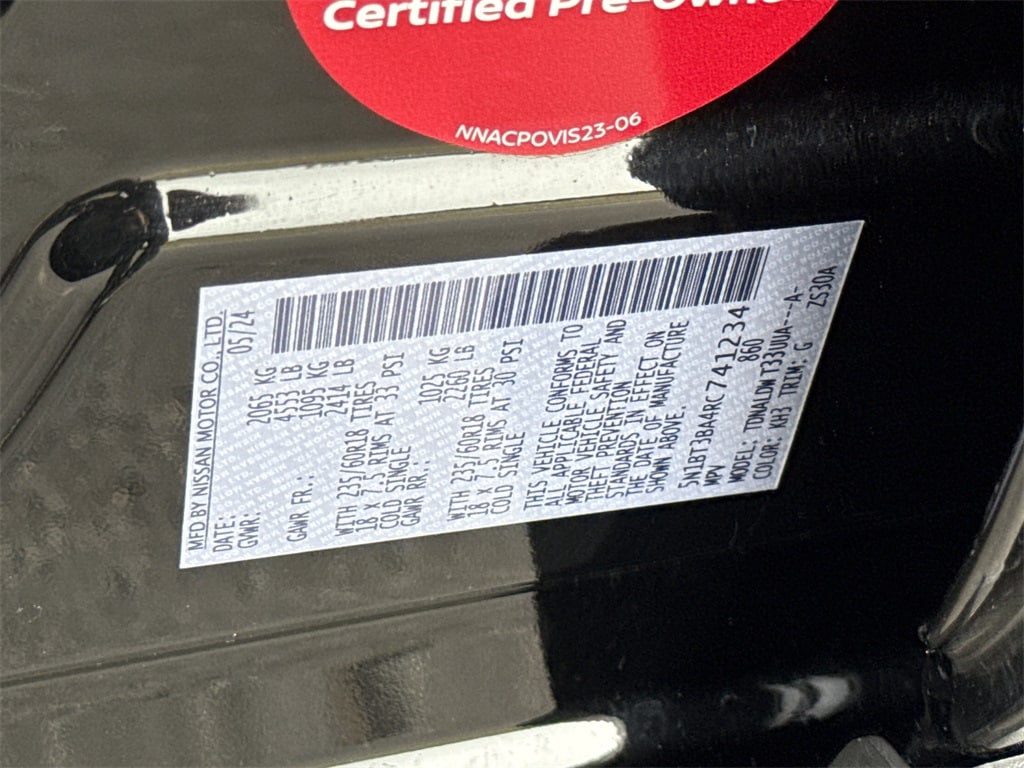 Certified Pre-Owned
NNACPOVIS23-06
MFD BY NISSAN MOTOR CO., LTD.
DATE: 05/24
GVWR: 2065 KG
4553 LB
GAWR FR.: 1095 KG
2414 LB
WITH 235/60R18 TIRES
18 X 7.5 RIMS AT 33 PSI
COLD SINGLE
GAWR RR.: 1025 KG
2260 LB
WITH 235/60R18 TIRES
18 X 7.5 RIMS AT 30 PSI
COLD SINGLE
THIS VEHICLE CONFORMS TO
ALL APPLICABLE FEDERAL
MOTOR VEHICLE SAFETY AND
THEFT PREVENTION
STANDARDS IN EFFECT ON
THE DATE OF MANUFACTURE
SHOWN ABOVE.
5N1BT3BA4RC741234
MPV 860
MODEL: TDNALDW T33UUA---A-
COLOR: KH3 TRIM: G ZS30A